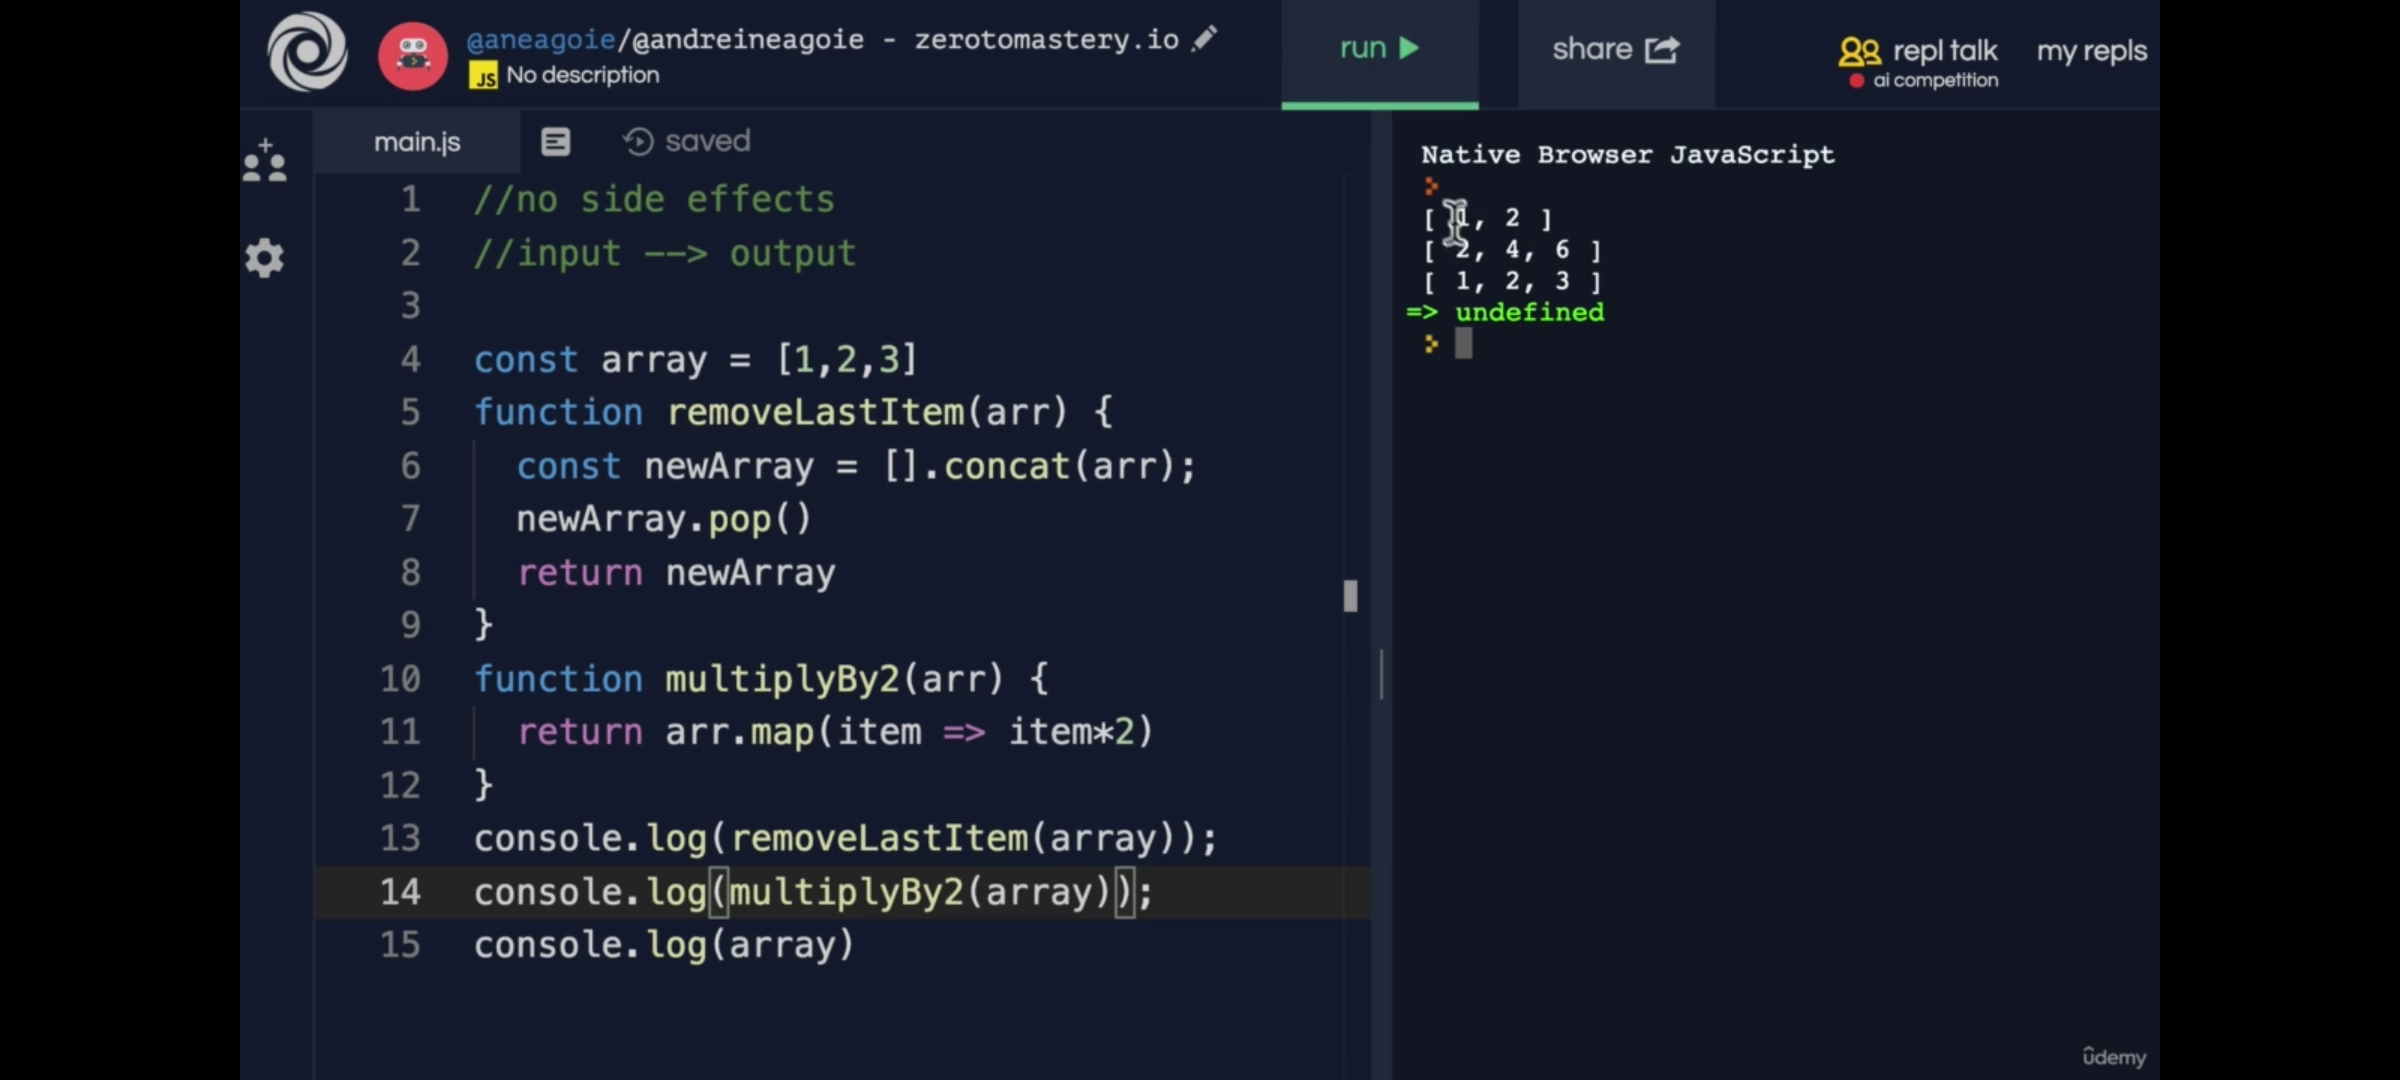 @aneagoie/@andreineagoie - zerotomastery.io
JS No description
run
share
repl talk
ai competition
my repls
main.js
saved
1 //no side effects
2 //input --> output
3
4 const array = [1,2,3]
5 function removeLastItem(arr) {
6 const newArray = [].concat(arr);
7 newArray.pop()
8 return newArray
9 }
10 function multiplyBy2(arr) {
11 return arr.map(item => item*2)
12 }
13 console.log(removeLastItem(array));
14 console.log(multiplyBy2(array));
15 console.log(array)
Native Browser JavaScript
[ 1, 2 ]
[ 2, 4, 6 ]
[ 1, 2, 3 ]
=> undefined
ûdemy